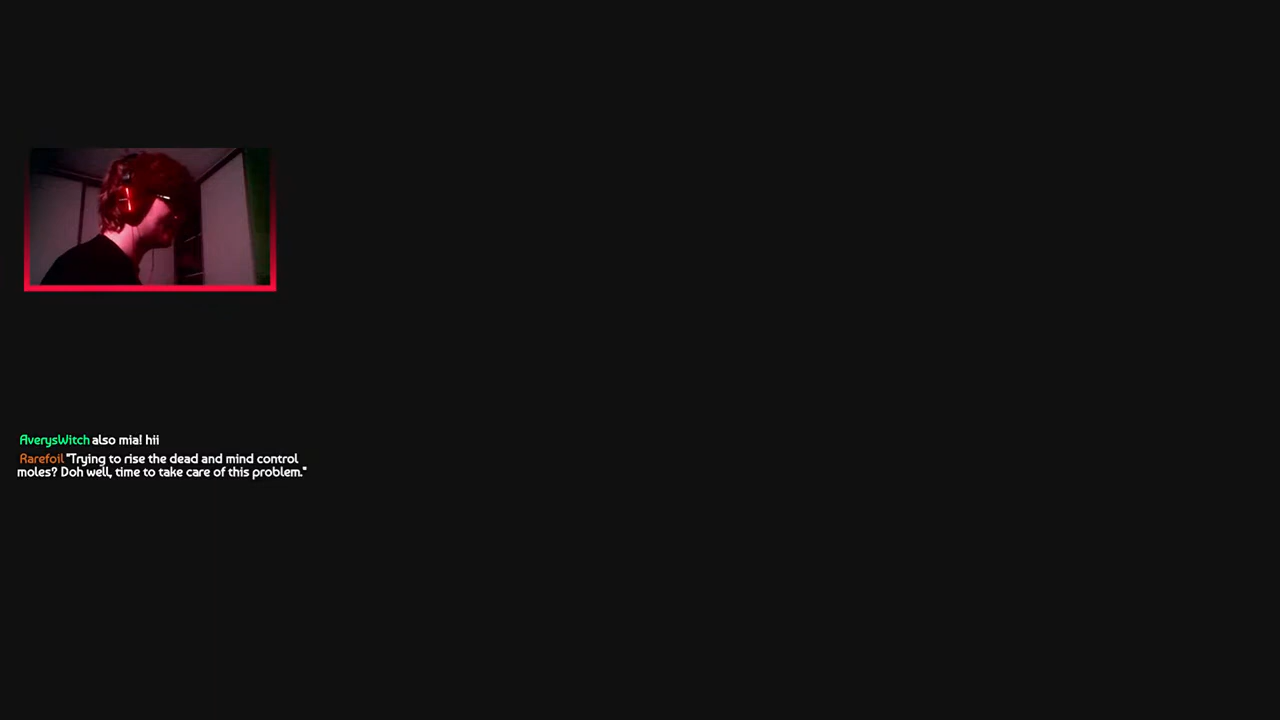 AverysWitch also mia! hii
Rarefoil "Trying to rise the dead and mind control
moles? Doh well, time to take care of this problem."